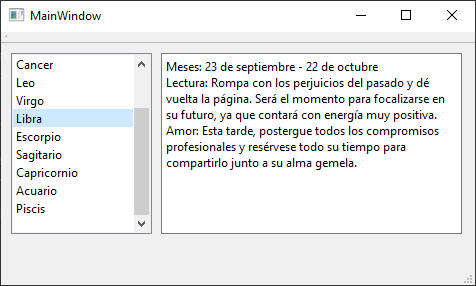 MainWindow
Cancer
Leo
Virgo
Libra
Escorpio
Sagitario
Capricornio
Acuario
Piscis
Meses: 23 de septiembre - 22 de octubre
Lectura: Rompa con los perjuicios del pasado y dé
vuelta la página. Será el momento para focalizarse en
su futuro, ya que contará con energía muy positiva.
Amor: Esta tarde, postergue todos los compromisos
profesionales y resérvese todo su tiempo para
compartirlo junto a su alma gemela.